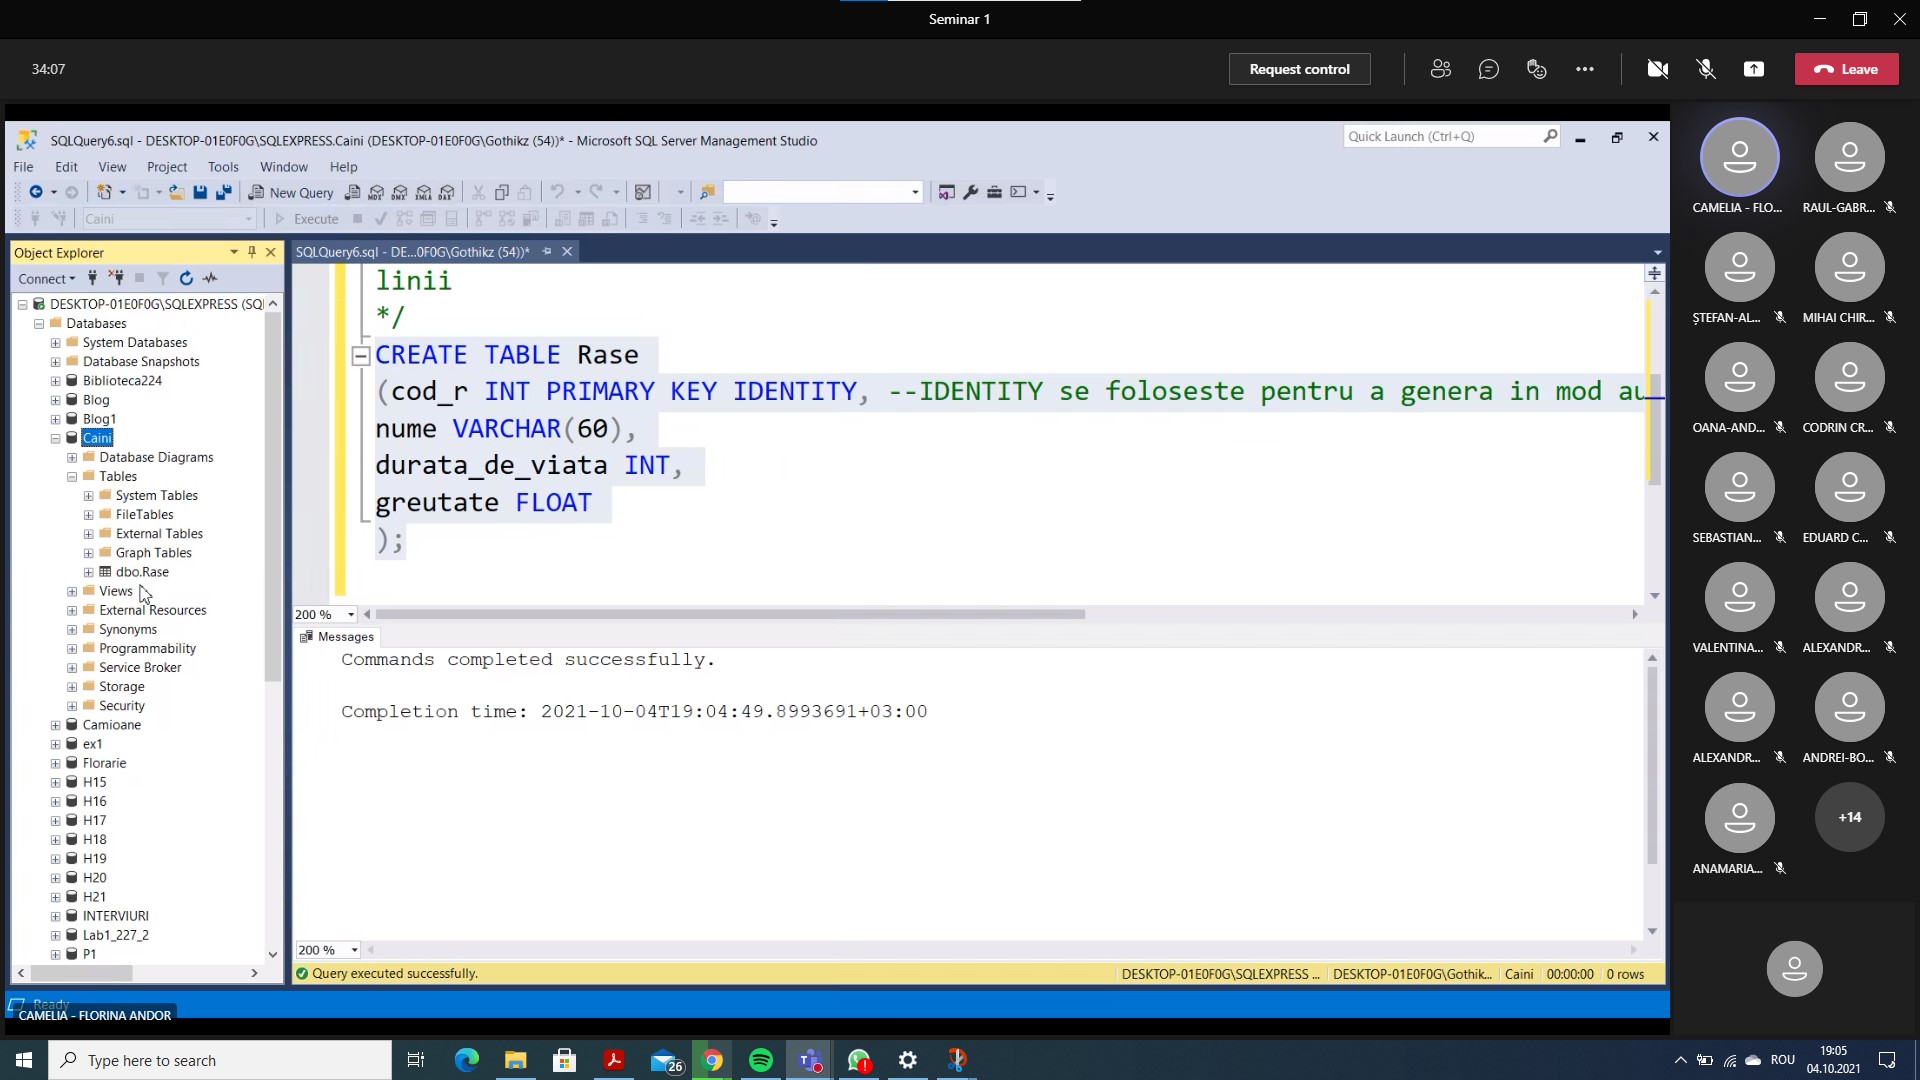 Seminar 1
34:07
Request control
Leave
SQLQuery6.sql - DESKTOP-01E0F0G\SQLEXPRESS.Caini (DESKTOP-01E0F0G\Gothikz (54))* - Microsoft SQL Server Management Studio
Quick Launch (Ctrl+Q)
File Edit View Project Tools Window Help
New Query
Caini
Execute
Object Explorer
SQLQuery6.sql - DE...0F0G\Gothikz (54))*
Connect
DESKTOP-01E0F0G\SQLEXPRESS (SQ
Databases
System Databases
Database Snapshots
Biblioteca224
Blog
Blog1
Caini
Database Diagrams
Tables
System Tables
FileTables
External Tables
Graph Tables
dbo.Rase
Views
External Resources
Synonyms
Programmability
Service Broker
Storage
Security
Camioane
ex1
Florarie
H15
H16
H17
H18
H19
H20
H21
INTERVIURI
Lab1_227_2
P1
linii
*/
CREATE TABLE Rase
(cod_r INT PRIMARY KEY IDENTITY, --IDENTITY se foloseste pentru a genera in mod au
nume VARCHAR(60),
durata_de_viata INT,
greutate FLOAT
);
200 %
Messages
Commands completed successfully.
Completion time: 2021-10-04T19:04:49.8993691+03:00
200 %
Query executed successfully.
DESKTOP-01E0F0G\SQLEXPRESS ...
DESKTOP-01E0F0G\Gothik...
Caini
00:00:00
0 rows
Ready
CAMELIA - FLORINA ANDOR
CAMELIA - FLO...
RAUL-GABR...
ȘTEFAN-AL...
MIHAI CHIR...
OANA-AND...
CODRIN CR...
SEBASTIAN...
EDUARD C...
VALENTINA...
ALEXANDR...
ALEXANDR...
ANDREI-BO...
ANAMARIA...
+14
Type here to search
26
ROU
19:05
04.10.2021